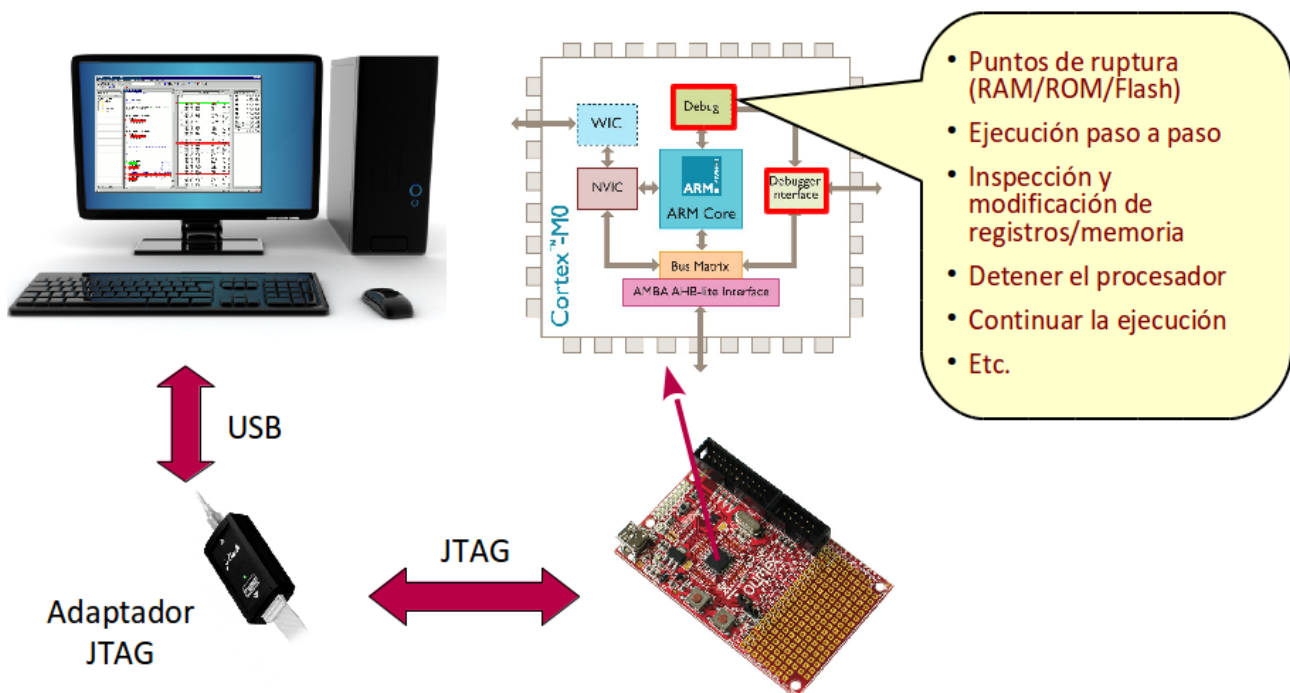 • Puntos de ruptura
(RAM/ROM/Flash)
• Ejecución paso a paso
• Inspección y
modificación de
registros/memoria
• Detener el procesador
• Continuar la ejecución
• Etc.
Debug
WIC
NVIC
ARM
ARM Core
Debugger
Interface
Bus Matrix
AMBA AHB-lite Interface
Cortex™-M0
USB
JTAG
Adaptador
JTAG